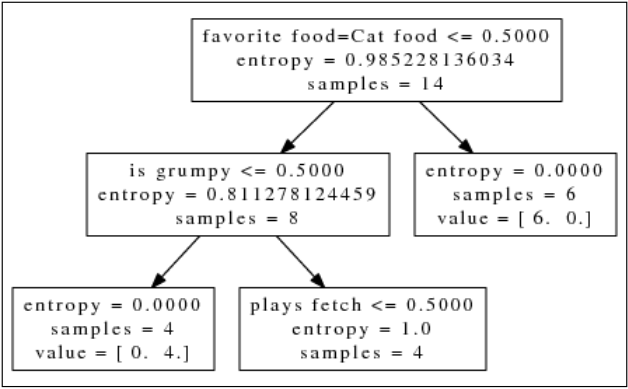 favorite food=Cat food <= 0.5000
entropy = 0.985228136034
samples = 14
is grumpy <= 0.5000
entropy = 0.811278124459
samples = 8
entropy = 0.0000
samples = 6
value = [ 6. 0.]
entropy = 0.0000
samples = 4
value = [ 0. 4.]
plays fetch <= 0.5000
entropy = 1.0
samples = 4